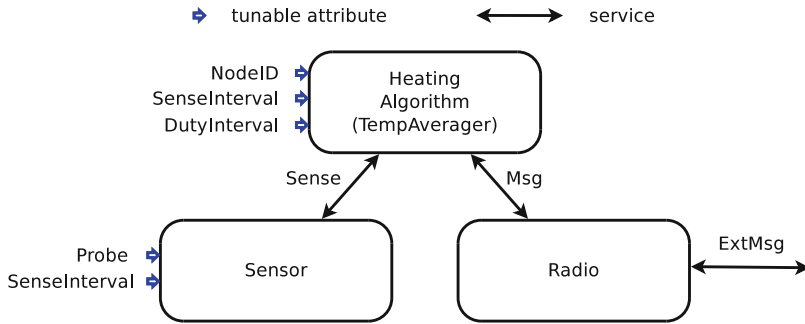 tunable attribute
service
NodeID
SenseInterval
DutyInterval
Heating
Algorithm
(TempAverager)
Sense
Msg
Probe
SenseInterval
Sensor
Radio
ExtMsg